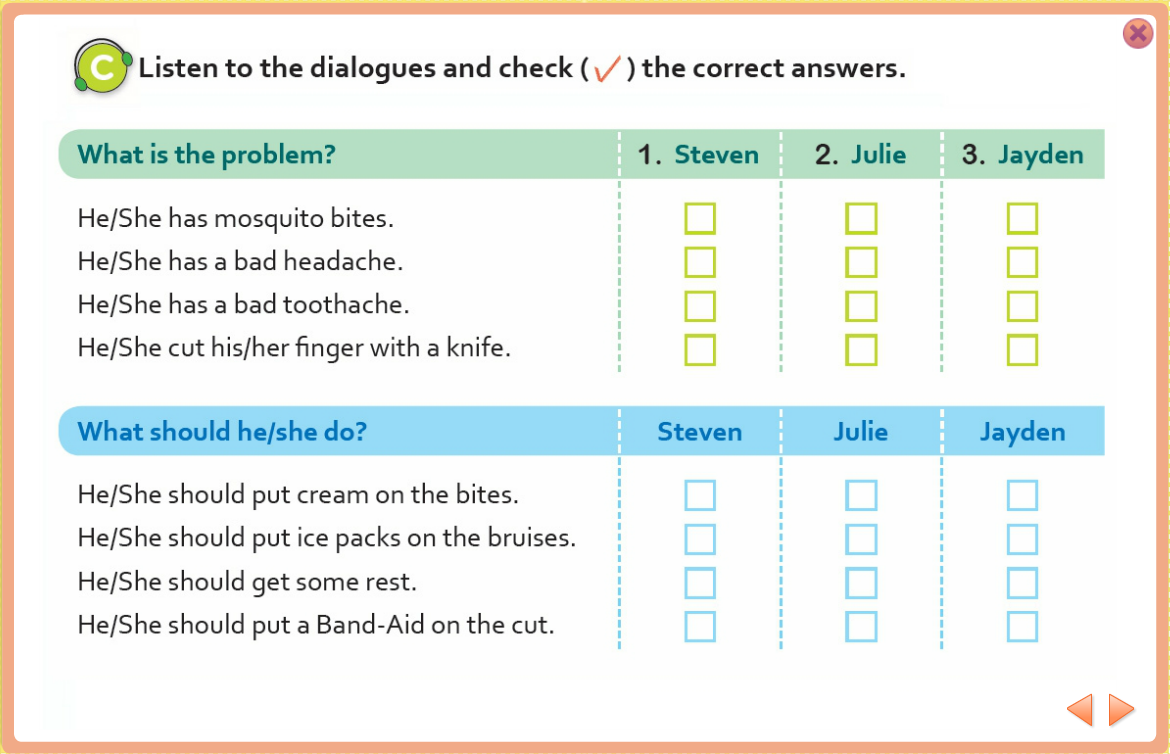 C Listen to the dialogues and check (✓) the correct answers.
What is the problem? 1. Steven 2. Julie 3. Jayden
He/She has mosquito bites.
He/She has a bad headache.
He/She has a bad toothache.
He/She cut his/her finger with a knife.
What should he/she do? Steven Julie Jayden
He/She should put cream on the bites.
He/She should put ice packs on the bruises.
He/She should get some rest.
He/She should put a Band-Aid on the cut.